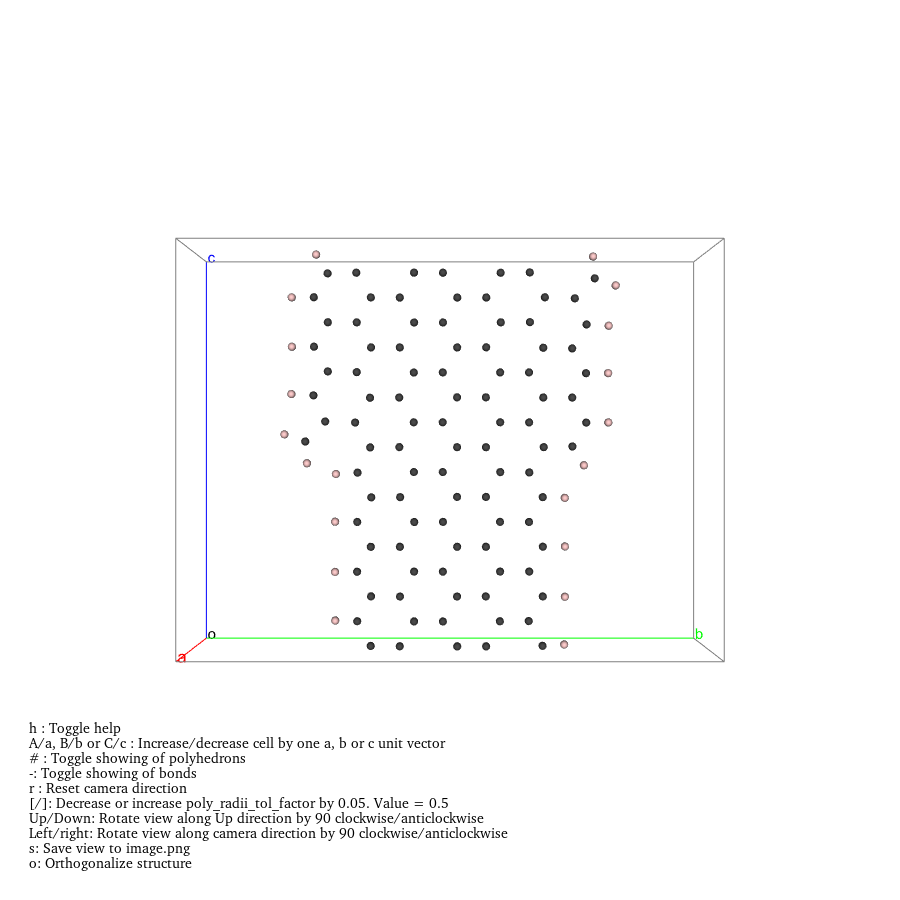 c
o
b
a
h : Toggle help
A/a, B/b or C/c : Increase/decrease cell by one a, b or c unit vector
# : Toggle showing of polyhedrons
-: Toggle showing of bonds
r : Reset camera direction
[/]: Decrease or increase poly_radii_tol_factor by 0.05. Value = 0.5
Up/Down: Rotate view along Up direction by 90 clockwise/anticlockwise
Left/right: Rotate view along camera direction by 90 clockwise/anticlockwise
s: Save view to image.png
o: Orthogonalize structure